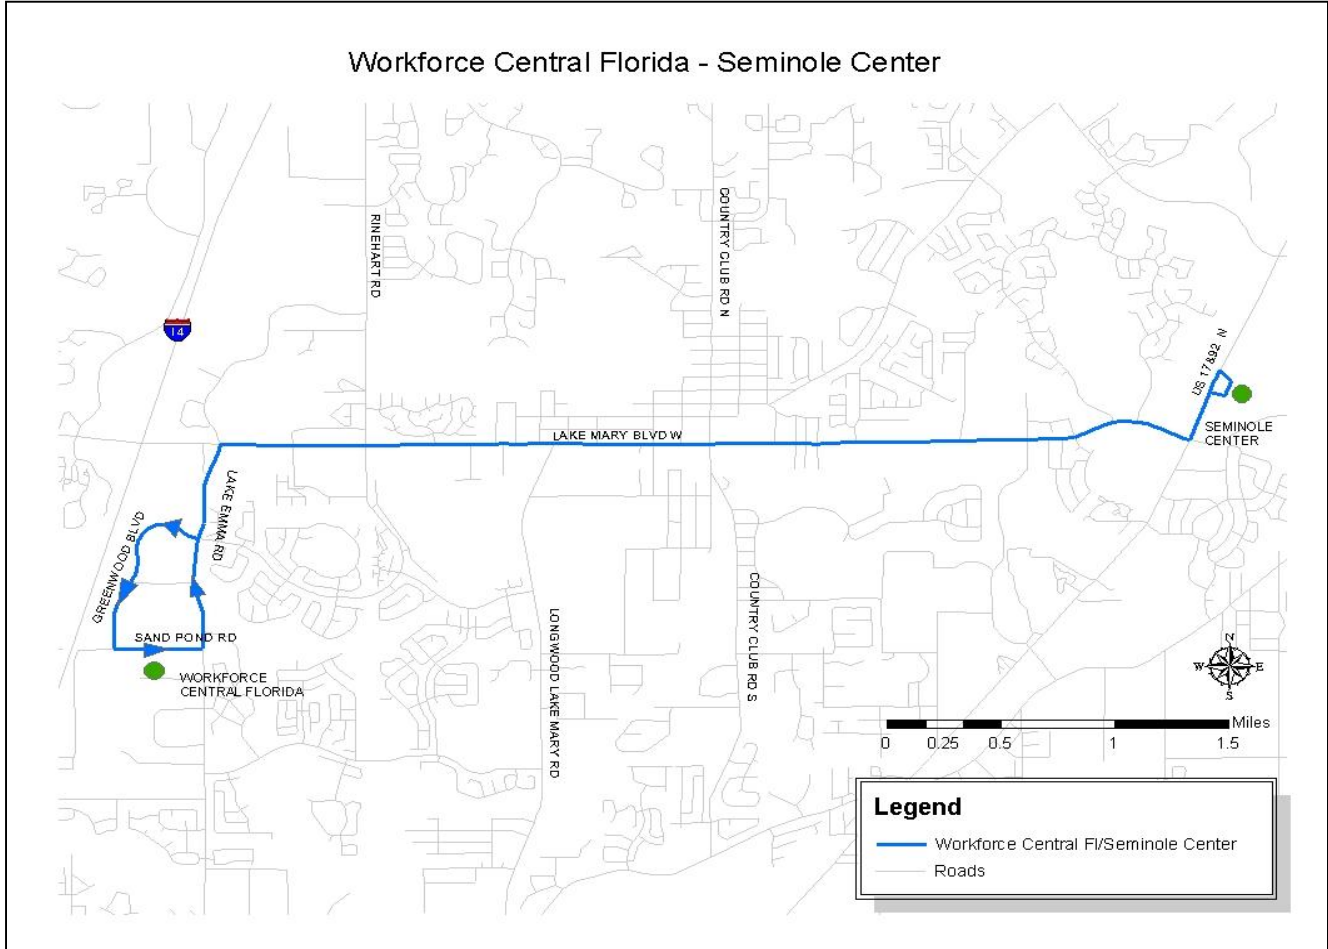 Workforce Central Florida - Seminole Center
RINEHART RD
COUNTRY CLUB RD N
14
US 17&92 N
LAKE MARY BLVD W
SEMINOLE
CENTER
LAKE EMMA RD
GREENWOOD BLVD
COUNTRY CLUB RD S
LONGWOOD LAKE MARY RD
SAND POND RD
WORKFORCE
CENTRAL FLORIDA
N
W E
S
Miles
0 0.25 0.5 1 1.5
Legend
Workforce Central Fl/Seminole Center
Roads